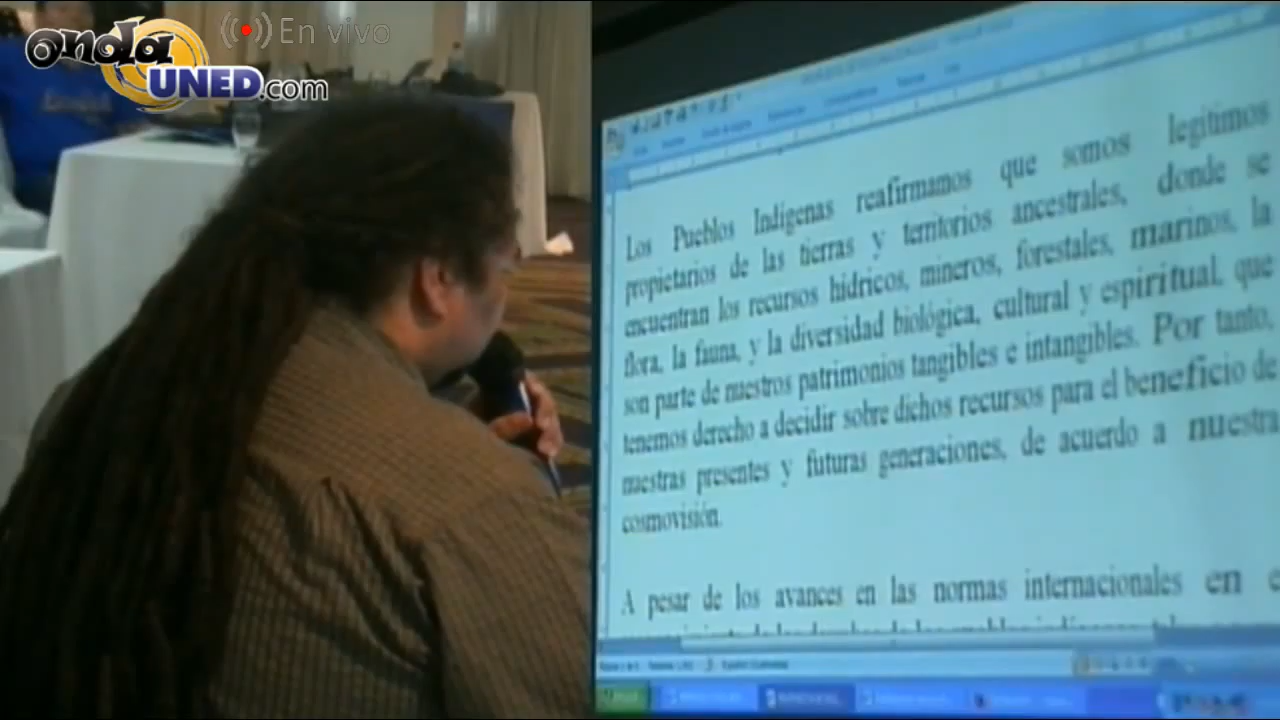 onda
UNED.com
En vivo
Los Pueblos Indígenas reafirmamos que somos legítimos
propietarios de las tierras y territorios ancestrales, donde se
encuentran los recursos hídricos, mineros, forestales, marinos, la
flora, la fauna, y la diversidad biológica, cultural y espiritual, que
son parte de nuestros patrimonios tangibles e intangibles. Por tanto,
tenemos derecho a decidir sobre dichos recursos para el beneficio de
nuestras presentes y futuras generaciones, de acuerdo a nuestra
cosmovisión.
A pesar de los avances en las normas internacionales en e